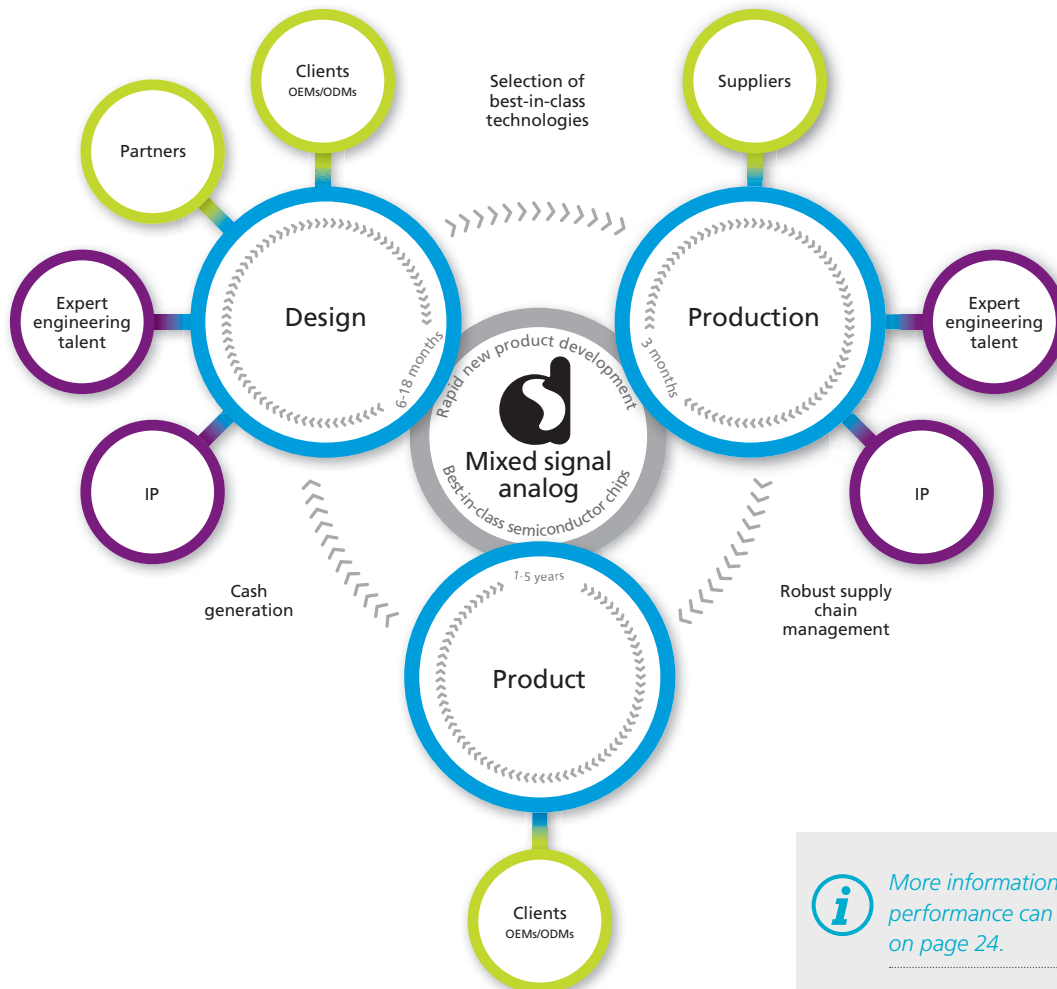 Clients
OEMs/ODMs
Selection of
best-in-class
technologies
Suppliers
Partners
Expert
engineering
talent
Design
6-18 months
Production
3 months
Expert
engineering
talent
Rapid new product development
Mixed signal
analog
Best-in-class semiconductor chips
IP
IP
Cash
generation
1-5 years
Robust supply
chain
management
Product
Clients
OEMs/ODMs
More information
performance can
on page 24.